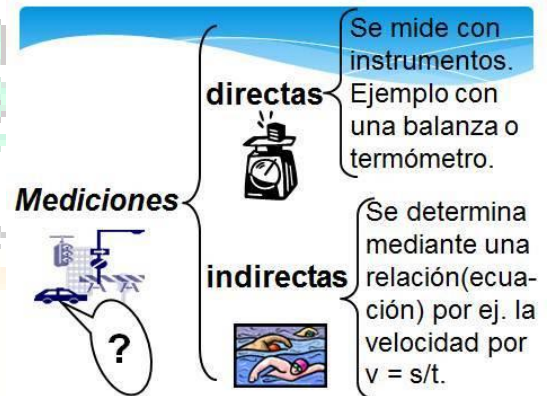 Mediciones
?
directas
Se mide con
instrumentos.
Ejemplo con
una balanza o
termómetro.
indirectas
Se determina
mediante una
relación(ecua-
ción) por ej. la
velocidad por
v = s/t.